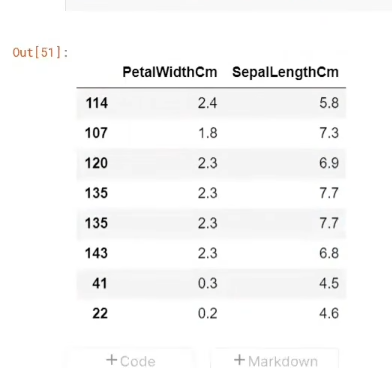 Out[51]:
PetalWidthCm SepalLengthCm
114 2.4 5.8
107 1.8 7.3
120 2.3 6.9
135 2.3 7.7
135 2.3 7.7
143 2.3 6.8
41 0.3 4.5
22 0.2 4.6
+Code +Markdown